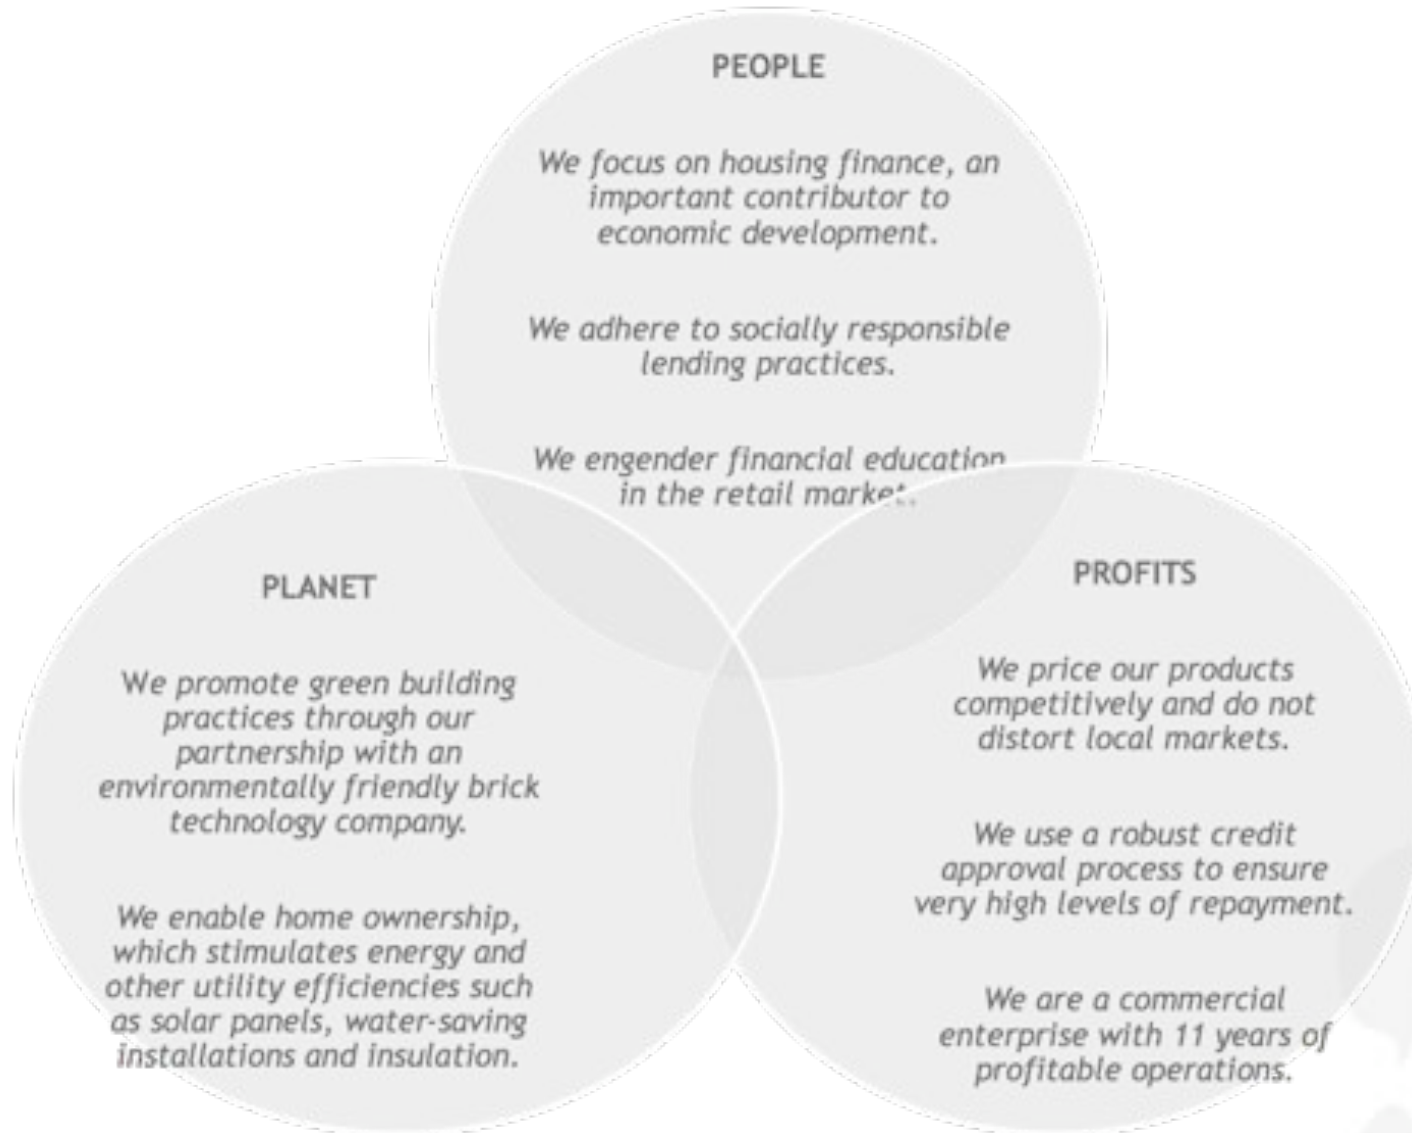 PEOPLE
We focus on housing finance, an
important contributor to
economic development.
We adhere to socially responsible
lending practices.
We engender financial education
in the retail market.
PLANET
We promote green building
practices through our
partnership with an
environmentally friendly brick
technology company.
We enable home ownership,
which stimulates energy and
other utility efficiencies such
as solar panels, water-saving
installations and insulation.
PROFITS
We price our products
competitively and do not
distort local markets.
We use a robust credit
approval process to ensure
very high levels of repayment.
We are a commercial
enterprise with 11 years of
profitable operations.